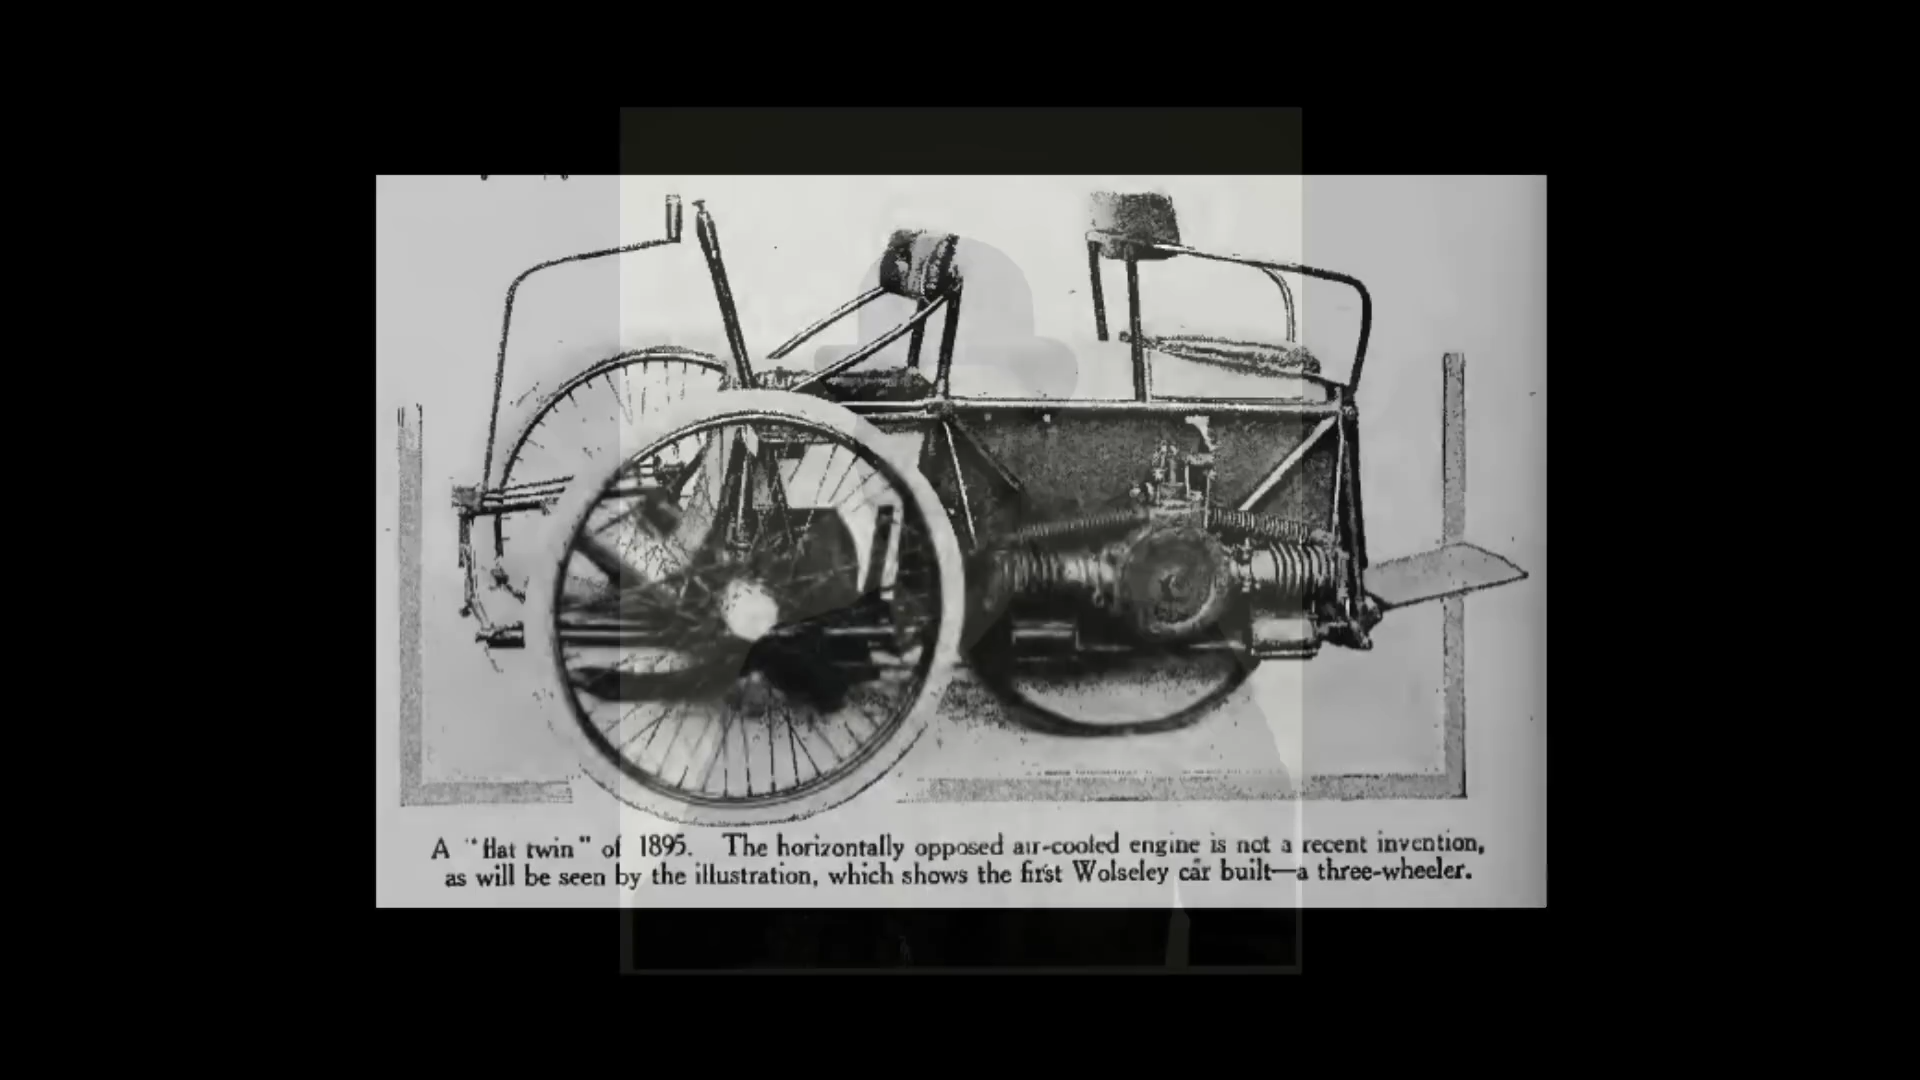 A "flat twin" of 1895. The horizontally opposed air-cooled engine is not a recent invention,
as will be seen by the illustration, which shows the first Wolseley car built—a three-wheeler.